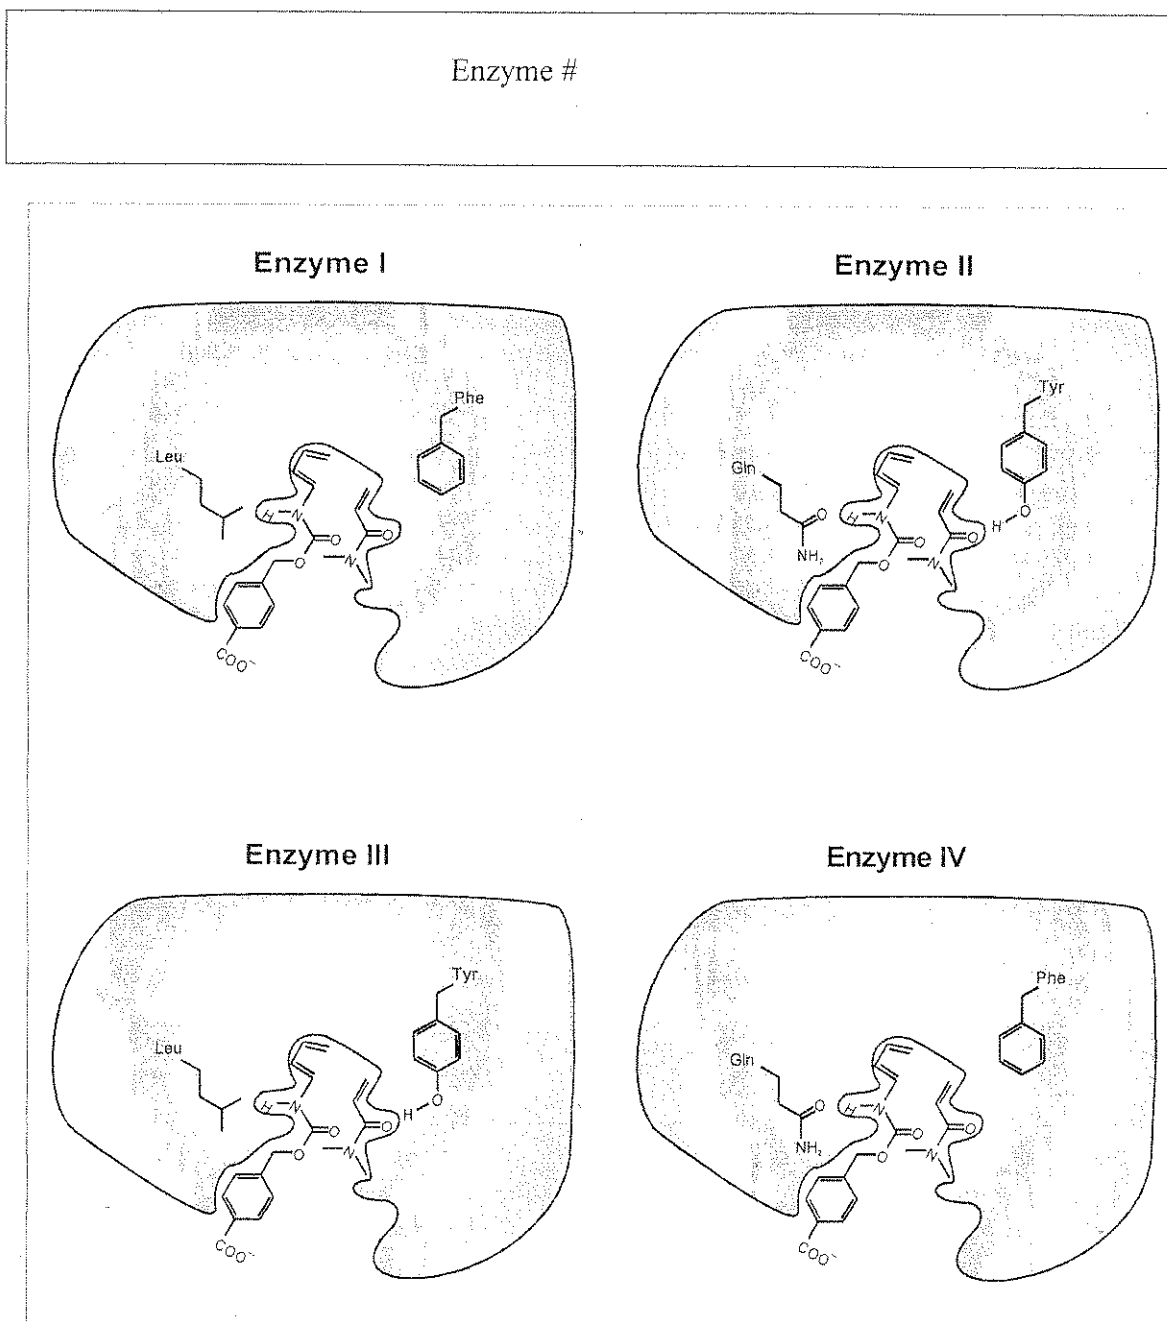 Enzyme #
Enzyme I
Enzyme II
Phe
Leu
H N
O
O
O
N
COO⁻
Tyr
Gln
O
NH₂
H O
H N
O
O
O
N
COO⁻
Enzyme III
Enzyme IV
Tyr
Leu
H O
H N
O
O
O
N
COO⁻
Phe
Gln
O
NH₂
H N
O
O
O
N
COO⁻